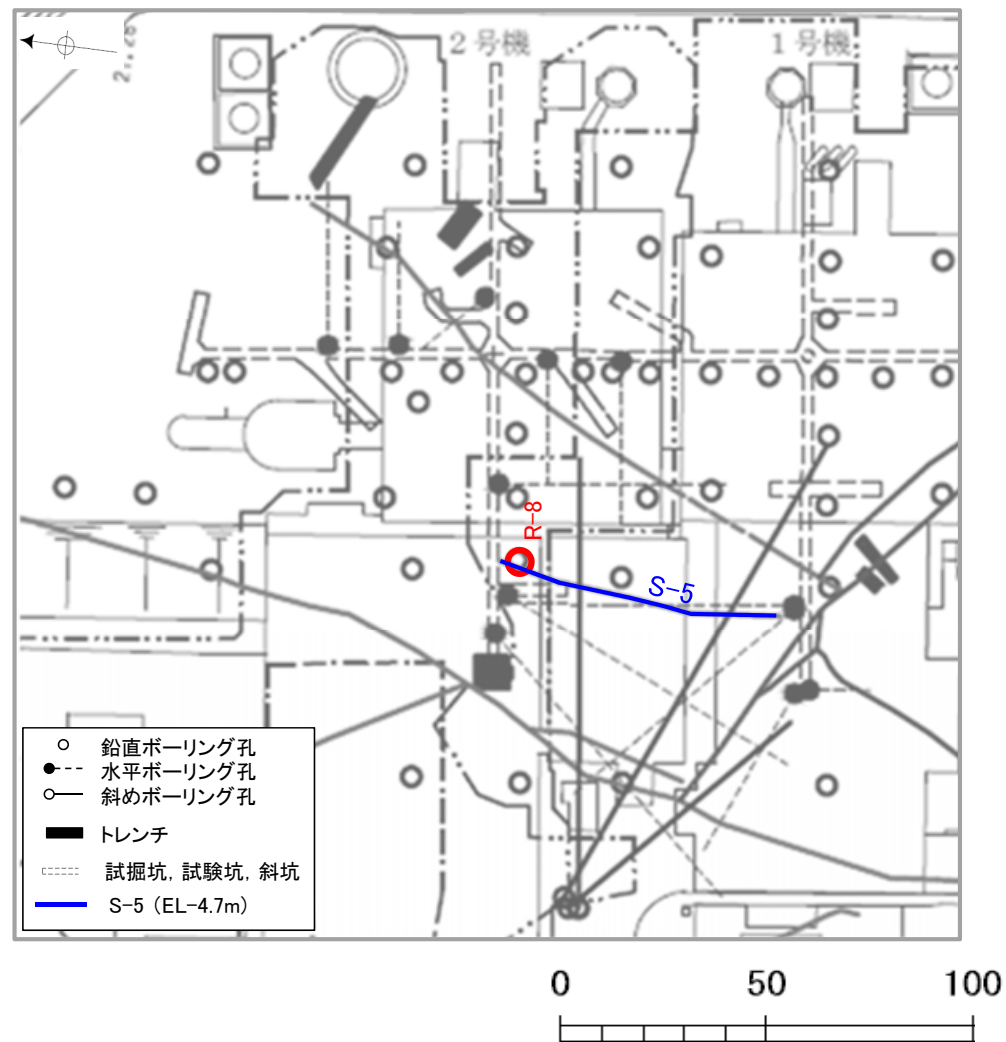 2号機
1号機
R-8
S-5
鉛直ボーリング孔
水平ボーリング孔
斜めボーリング孔
トレンチ
試掘坑, 試験坑, 斜坑
S-5 (EL-4.7m)
0 50 100